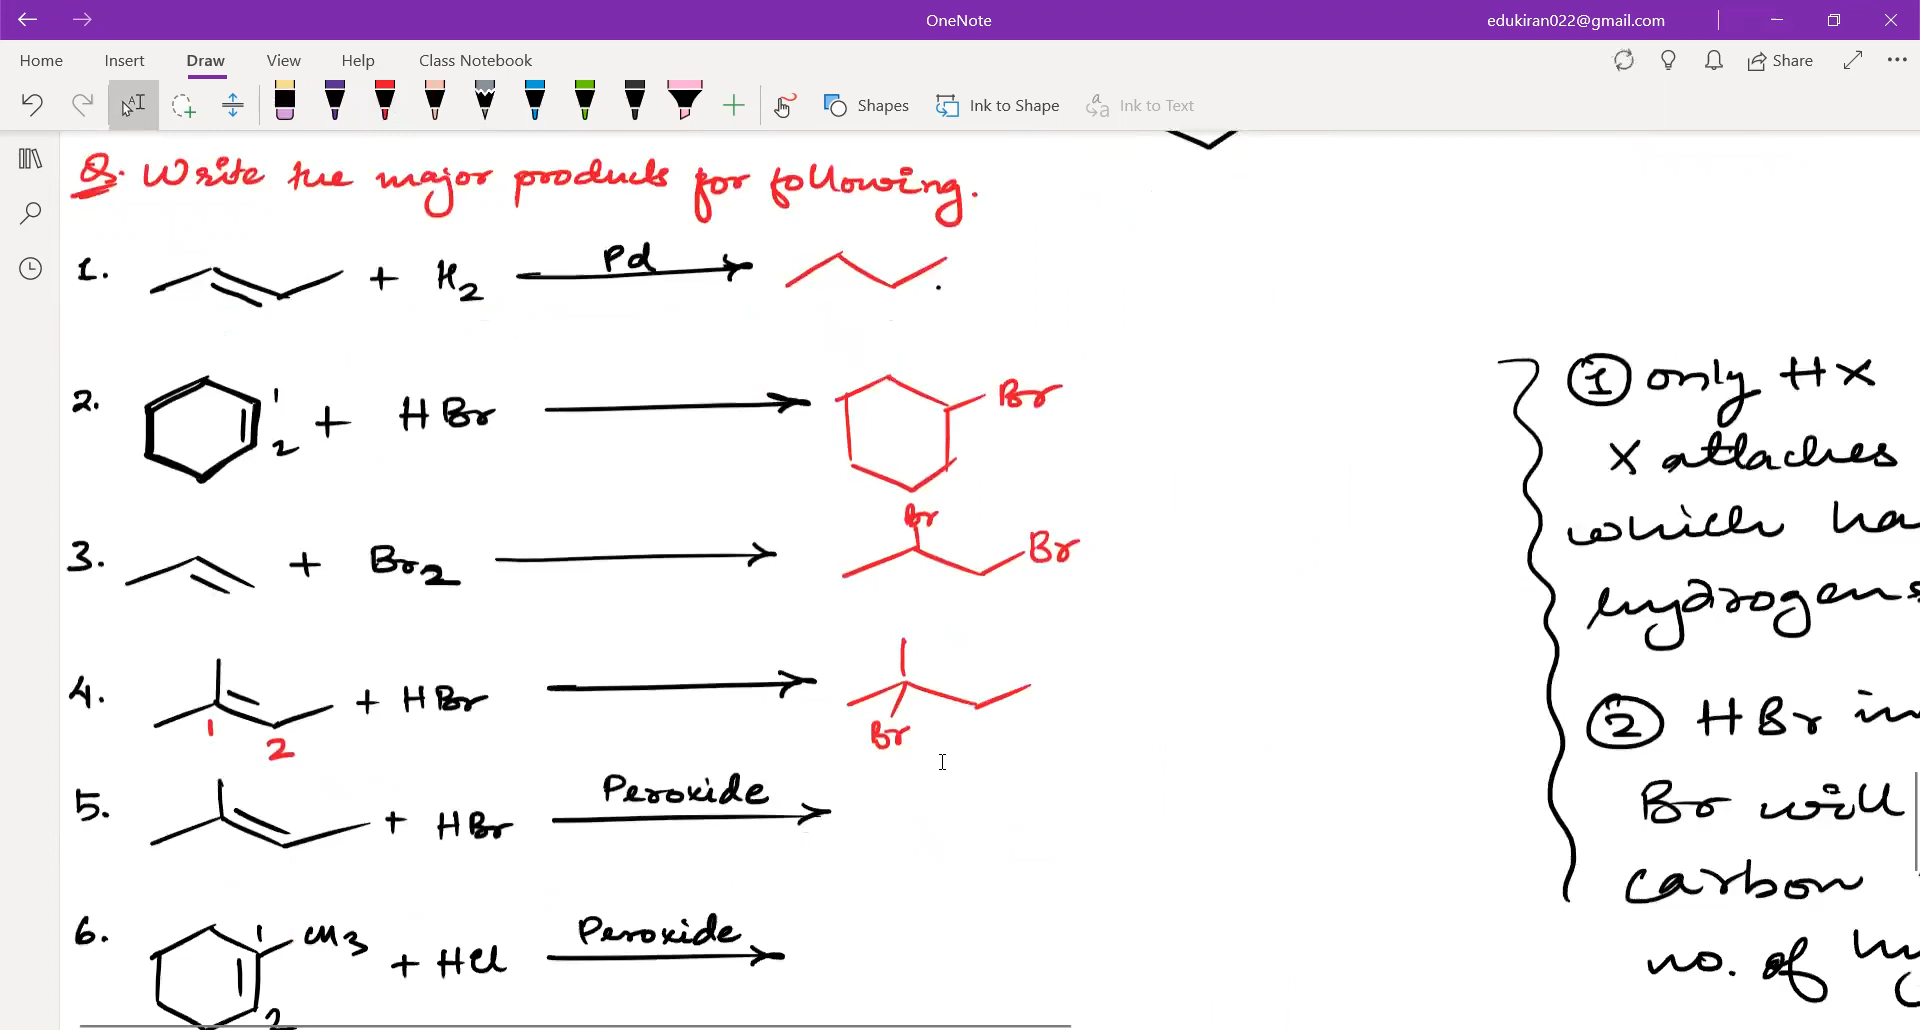 OneNote
edukiran022@gmail.com
Home Insert Draw View Help Class Notebook
Share
Shapes Ink to Shape Ink to Text
Q. Write the major products for following.
1. + H2 Pd .
2. 1 2 + HBr Br
3. + Br2 Br Br
4. 1 2 + HBr Br
5. + HBr Peroxide
6. 1 CH3 2 + HCl Peroxide
① only HX
X attaches
which ha
hydrogens
② HBr in
Br will
carbon
no. of hy